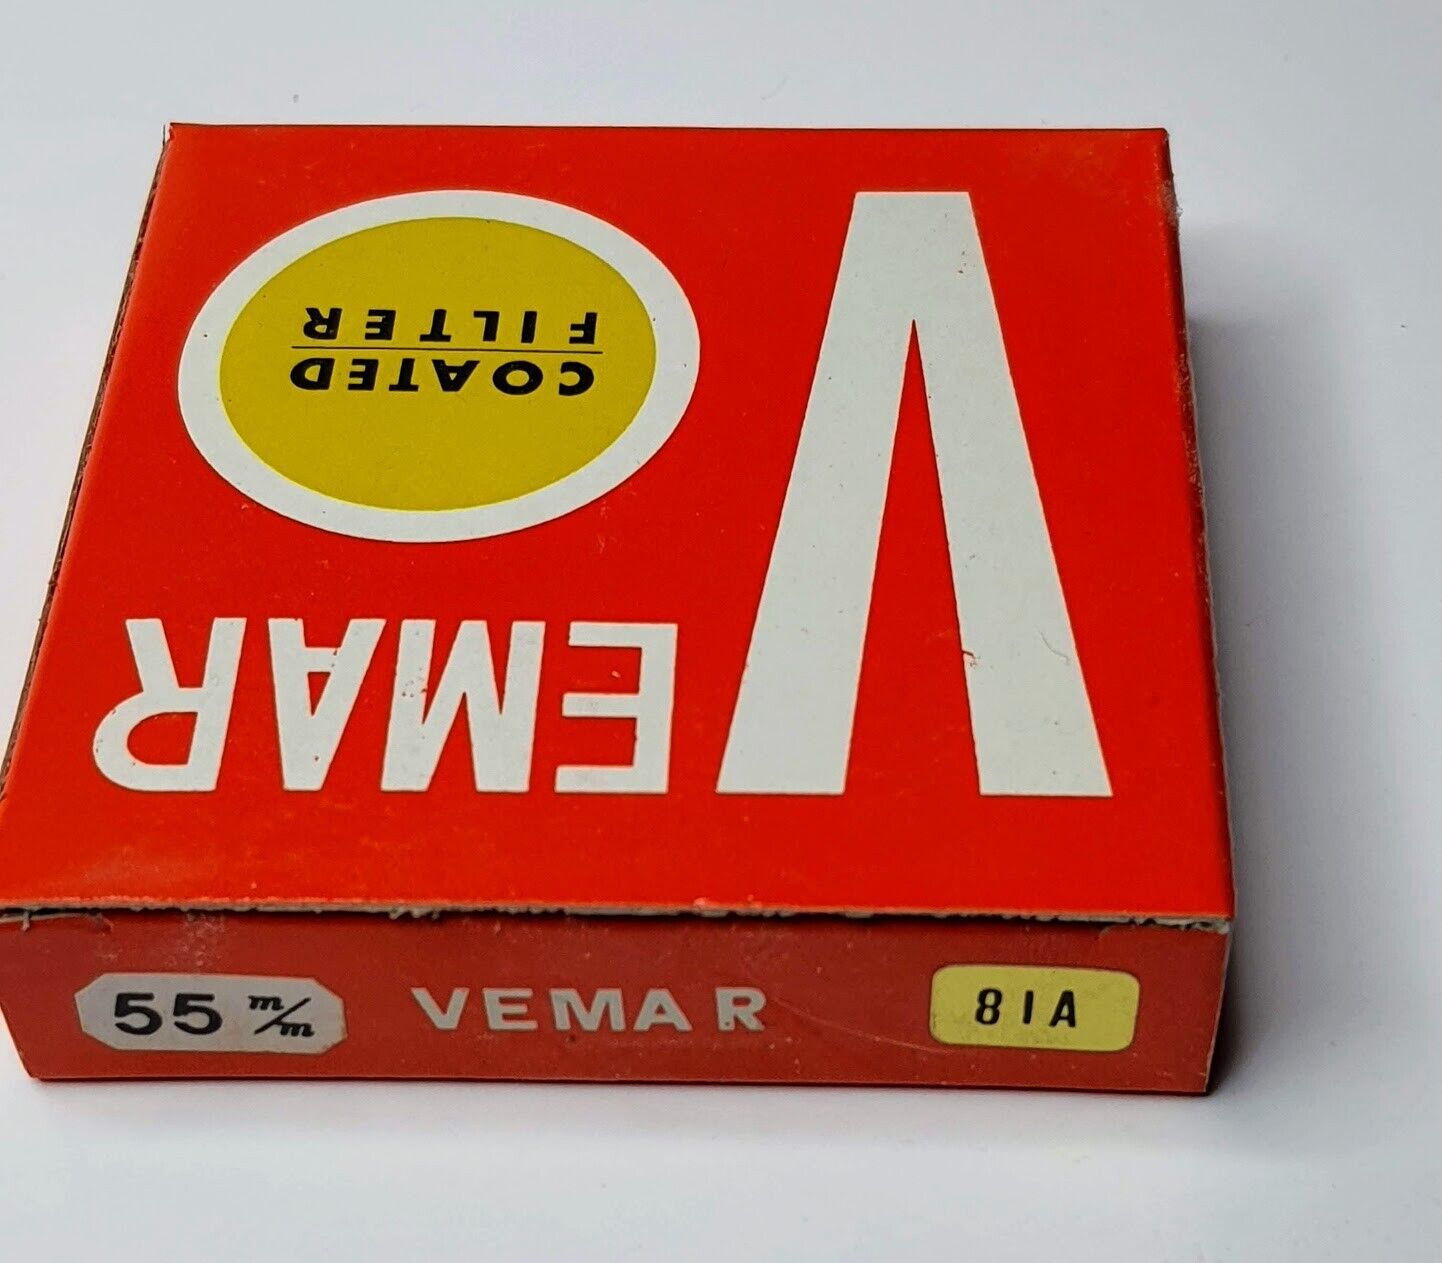 VEMAR
COATED
FILTER
55 m/m
VEMAR
81A